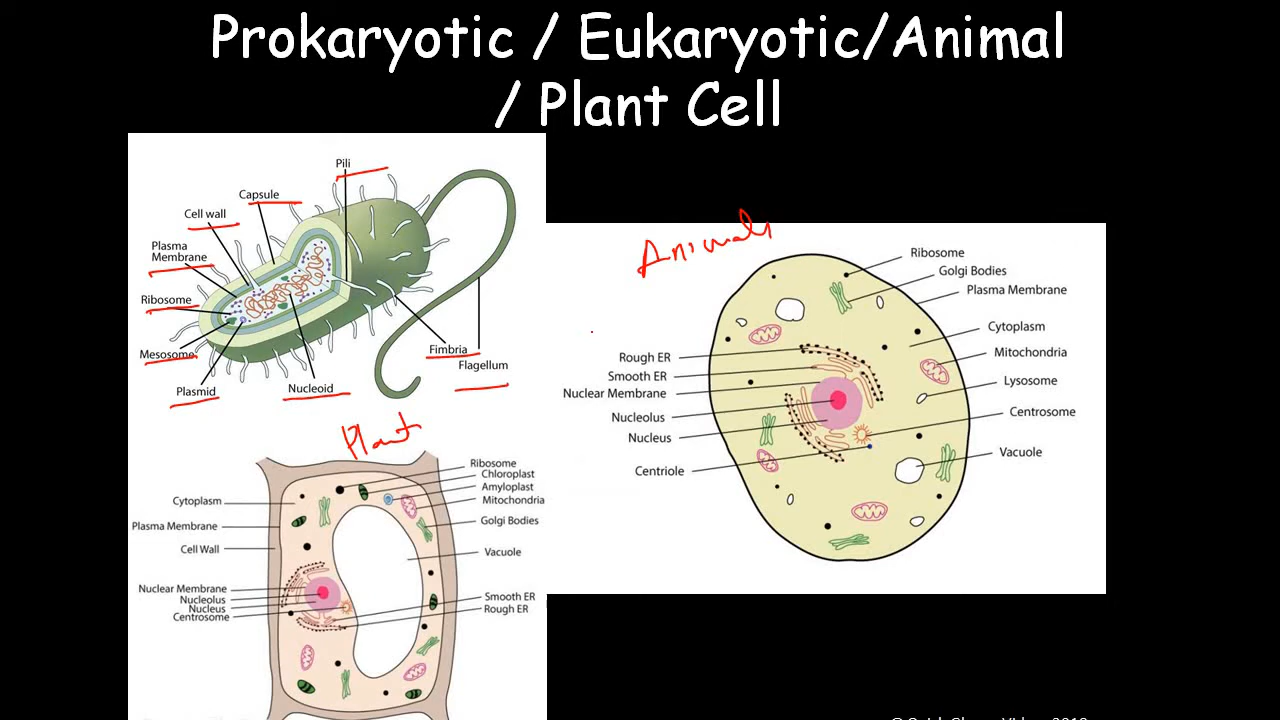 Prokaryotic / Eukaryotic/Animal
/ Plant Cell
Pili
Capsule
Cell wall
Plasma
Membrane
Ribosome
Mesosome
Plasmid
Nucleoid
Fimbria
Flagellum
Plant
Ribosome
Chloroplast
Amyloplast
Mitochondria
Golgi Bodies
Vacuole
Smooth ER
Rough ER
Cytoplasm
Plasma Membrane
Cell Wall
Nuclear Membrane
Nucleolus
Nucleus
Centrosome
Animals
Ribosome
Golgi Bodies
Plasma Membrane
Cytoplasm
Mitochondria
Lysosome
Centrosome
Vacuole
Rough ER
Smooth ER
Nuclear Membrane
Nucleolus
Nucleus
Centriole